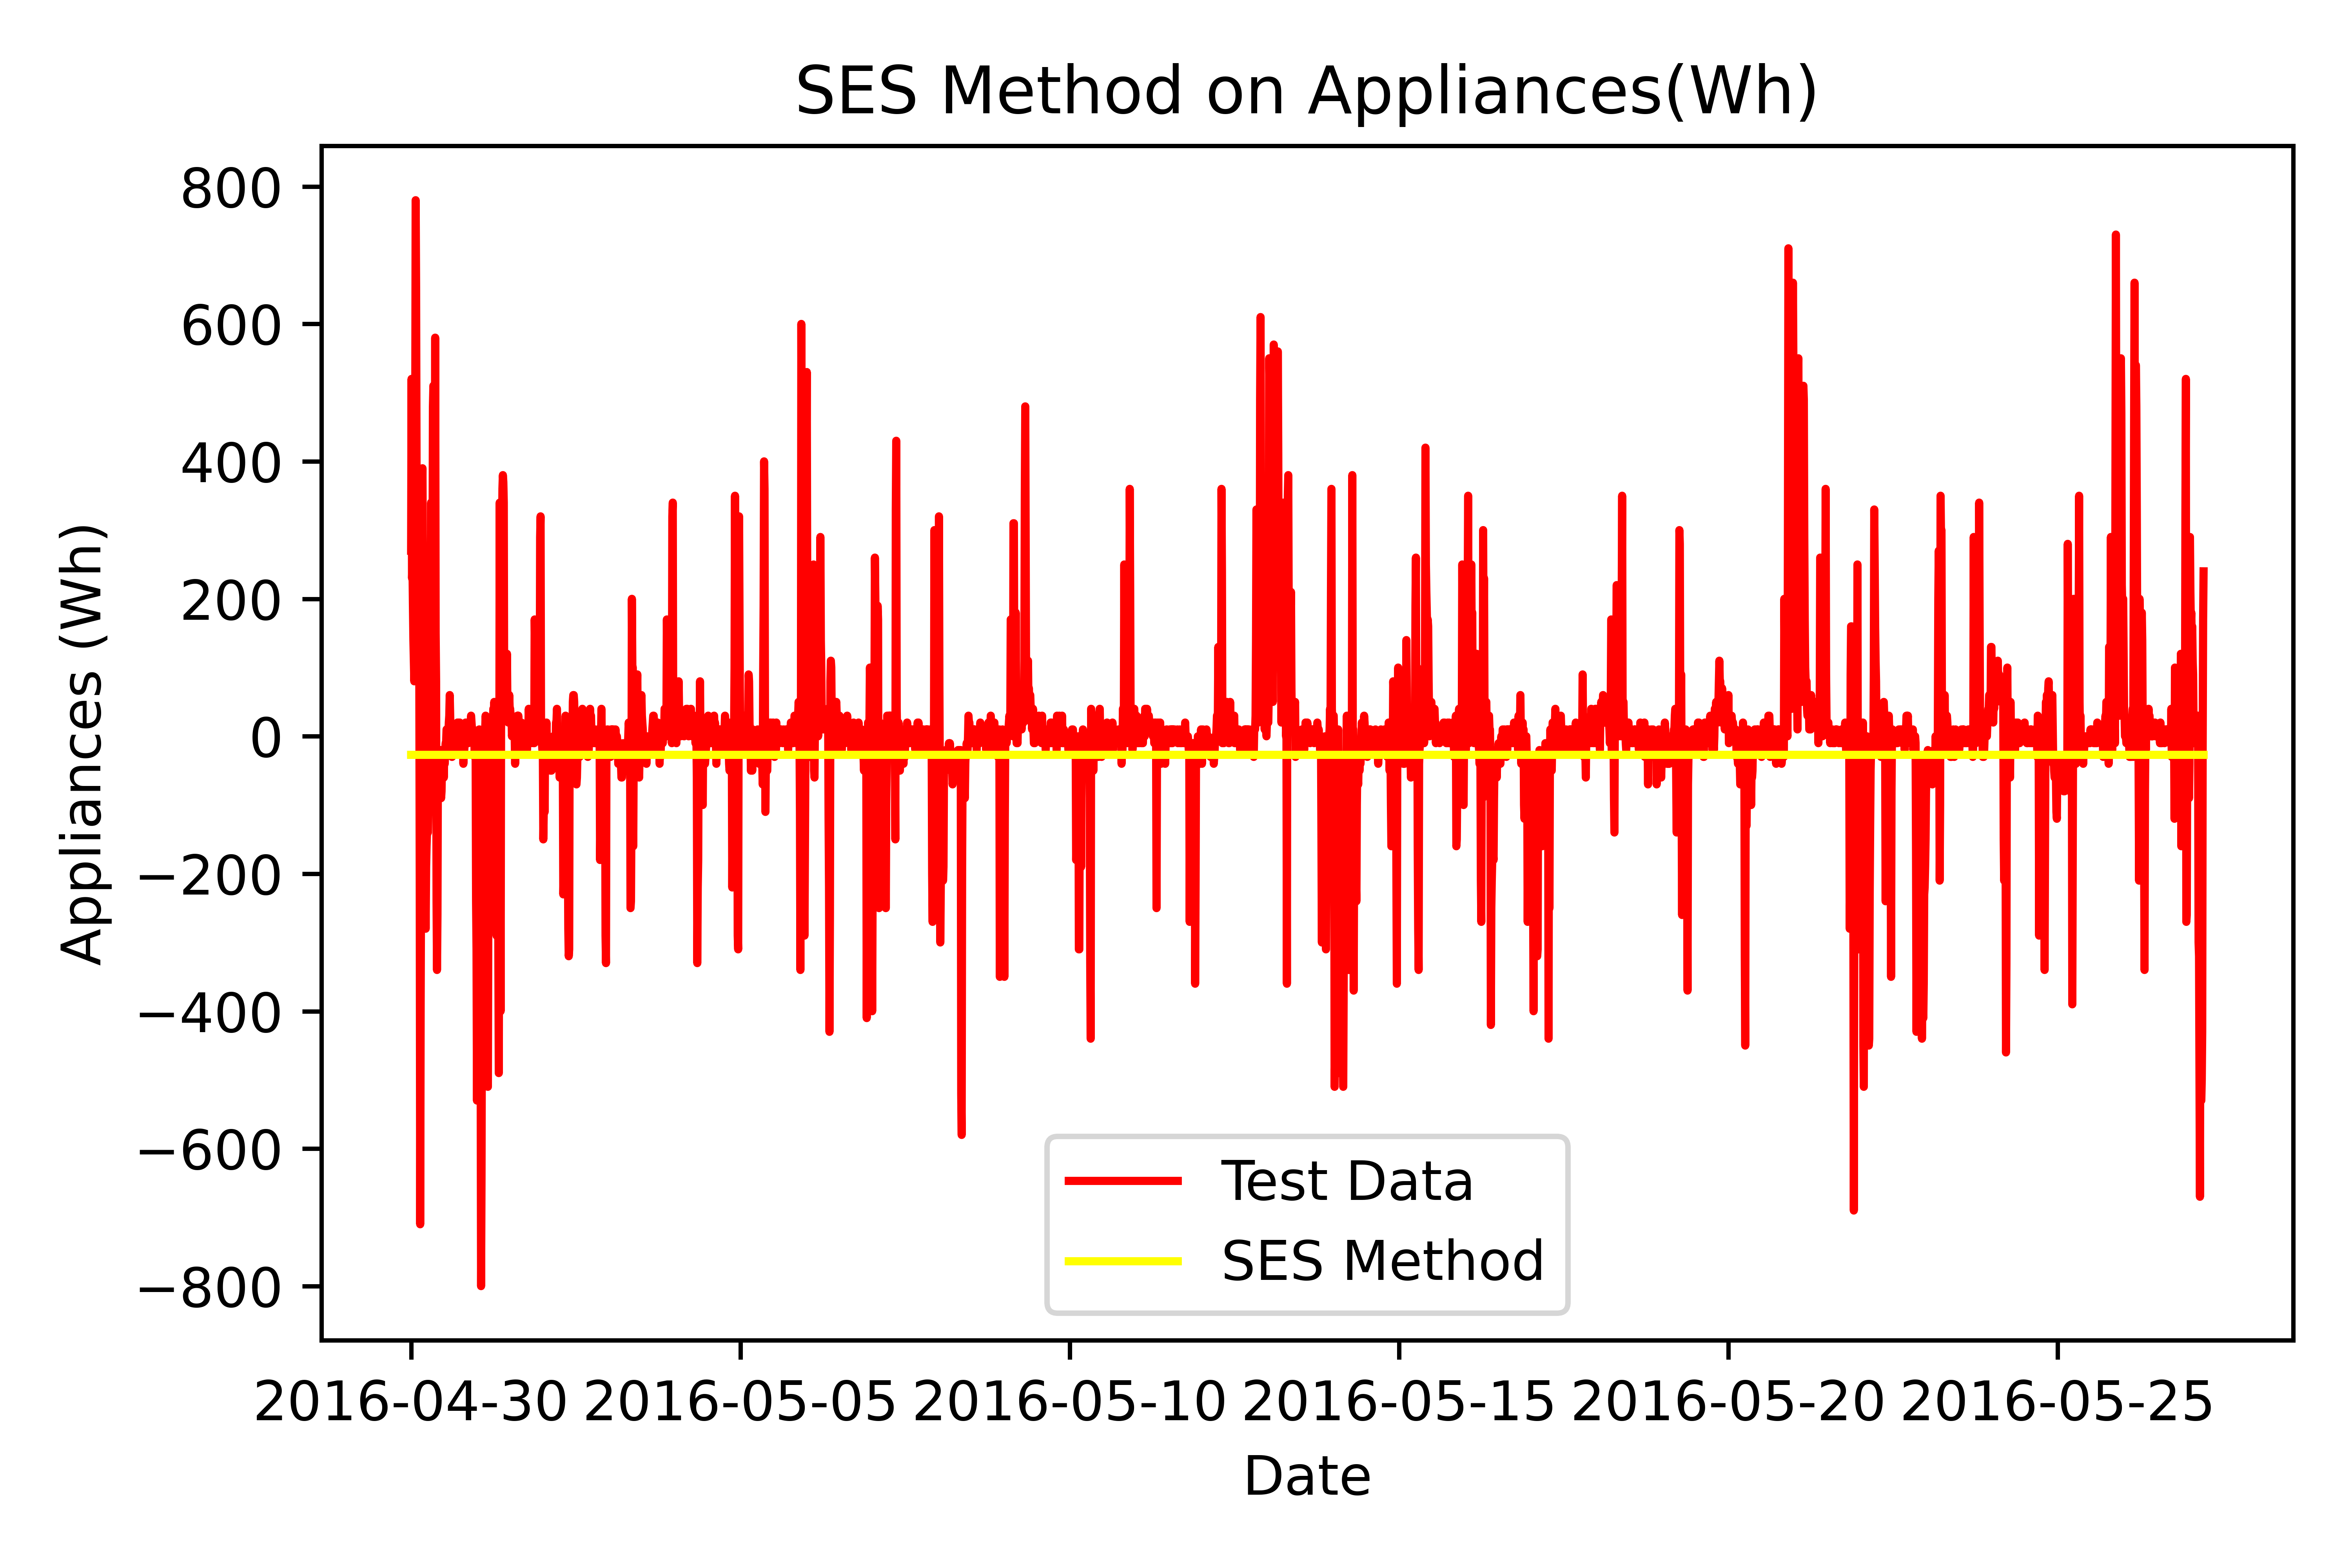 SES Method on Appliances(Wh)
800
600
400
200
0
−200
−400
−600
−800
Appliances (Wh)
Test Data
SES Method
2016-04-30 2016-05-05 2016-05-10 2016-05-15 2016-05-20 2016-05-25
Date